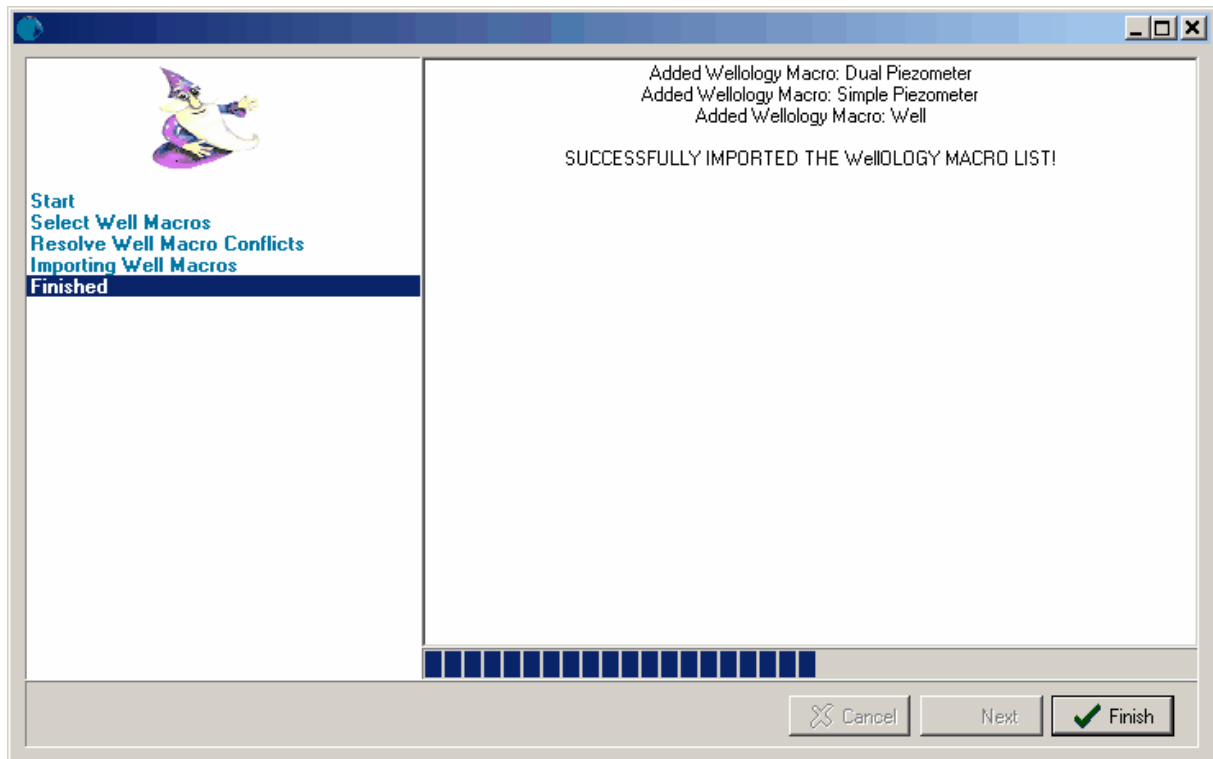 Added Wellology Macro: Dual Piezometer
Added Wellology Macro: Simple Piezometer
Added Wellology Macro: Well
SUCCESSFULLY IMPORTED THE WellOLOGY MACRO LIST!
Start
Select Well Macros
Resolve Well Macro Conflicts
Importing Well Macros
Finished
Cancel
Next
Finish